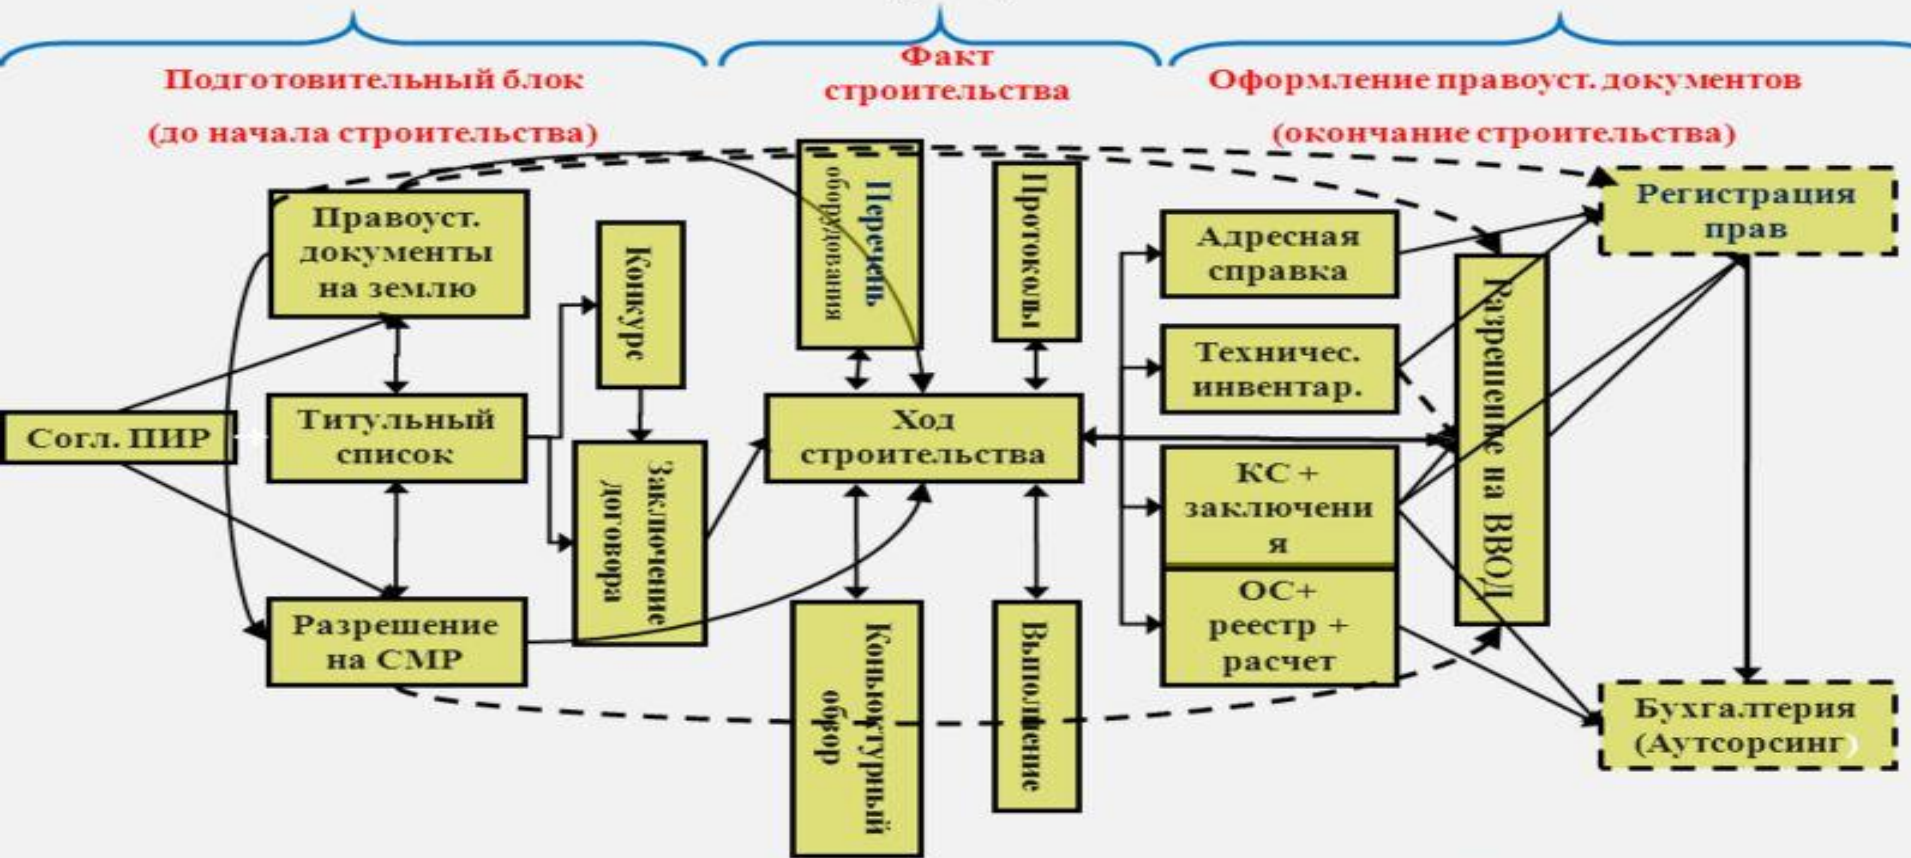 Подготовительный блок
(до начала строительства)
Факт
строительства
Оформление правоуст. документов
(окончание строительства)
Согл. ПИР
Правоуст.
документы
на землю
Титульный
список
Разрешение
на СМР
Конкурс
Заключение
договора
Перечень
оборудования
Протоколы
Ход
строительства
Коньюктурный
обзор
Выполнение
Адресная
справка
Техничес.
инвентар.
КС +
заключени
я
ОС+
реестр +
расчет
Разрешение на ВВОД
Регистрация
прав
Бухгалтерия
(Аутсорсинг)